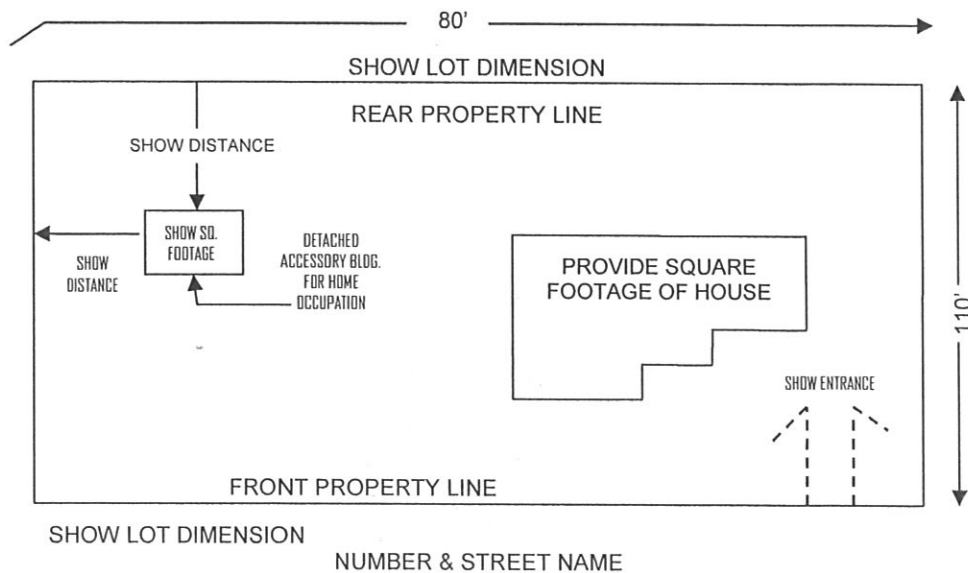 80'
SHOW LOT DIMENSION
REAR PROPERTY LINE
SHOW DISTANCE
SHOW SQ.
FOOTAGE
SHOW
DISTANCE
DETACHED
ACCESSORY BLDG.
FOR HOME
OCCUPATION
PROVIDE SQUARE
FOOTAGE OF HOUSE
110'
SHOW ENTRANCE
FRONT PROPERTY LINE
SHOW LOT DIMENSION
NUMBER & STREET NAME